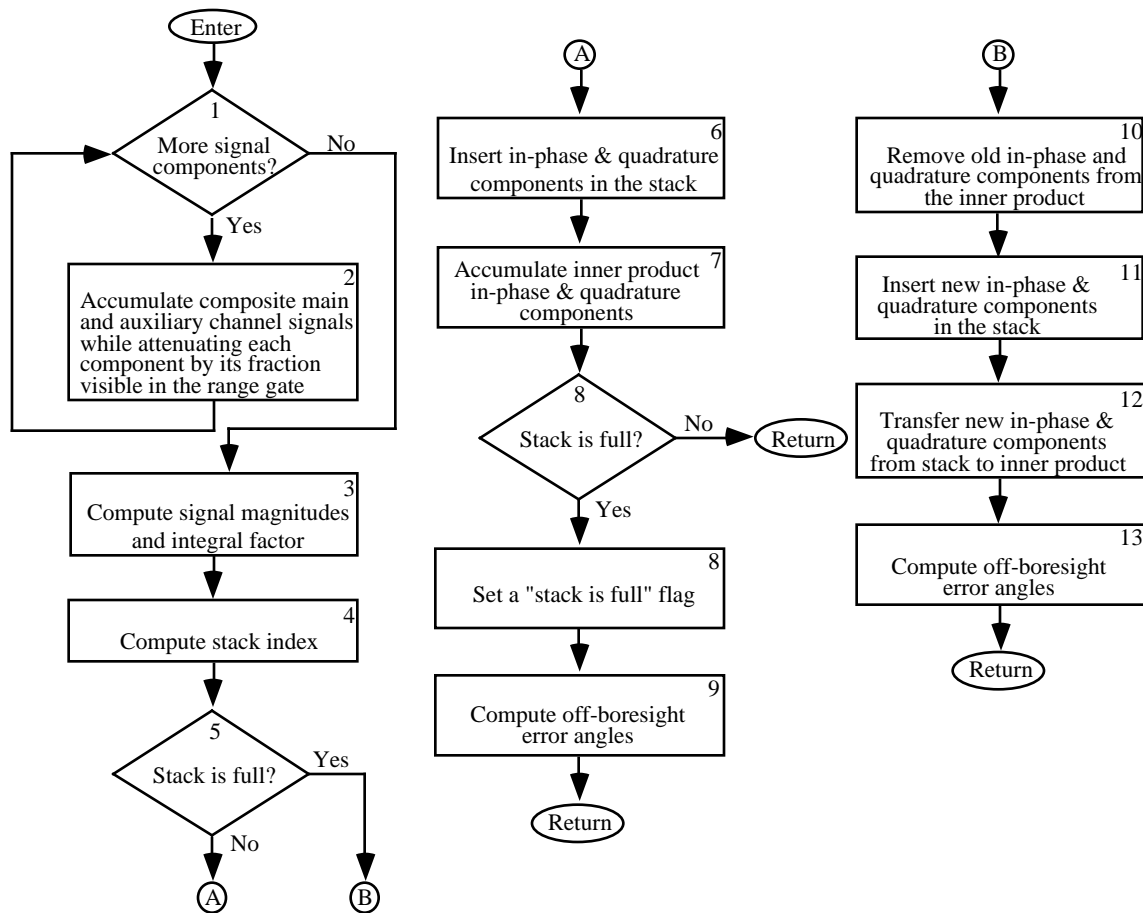 Enter
1
More signal
components?
No
Yes
2
Accumulate composite main
and auxiliary channel signals
while attenuating each
component by its fraction
visible in the range gate
3
Compute signal magnitudes
and integral factor
4
Compute stack index
5
Stack is full?
Yes
No
A
B
A
6
Insert in-phase & quadrature
components in the stack
7
Accumulate inner product
in-phase & quadrature
components
8
Stack is full?
No
Return
Yes
8
Set a "stack is full" flag
9
Compute off-boresight
error angles
Return
B
10
Remove old in-phase and
quadrature components from
the inner product
11
Insert new in-phase &
quadrature components
in the stack
12
Transfer new in-phase &
quadrature components
from stack to inner product
13
Compute off-boresight
error angles
Return